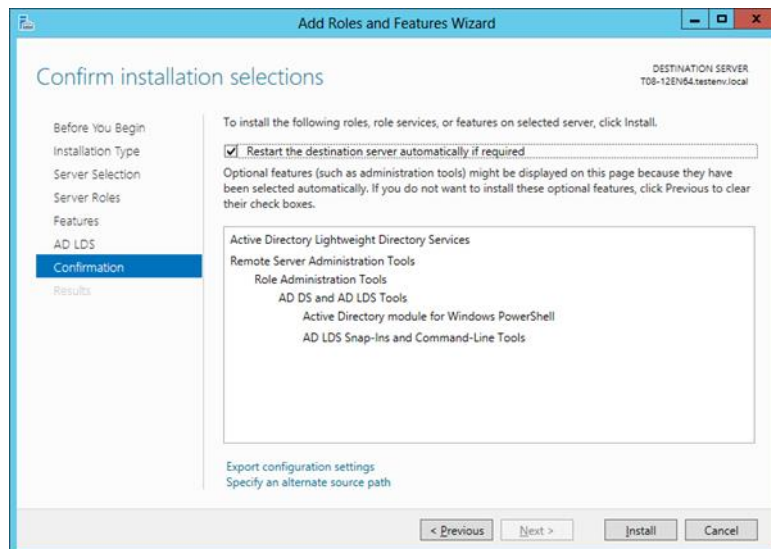 Add Roles and Features Wizard
Confirm installation selections
DESTINATION SERVER
T08-12EN64.testenv.local
Before You Begin
Installation Type
Server Selection
Server Roles
Features
AD LDS
Confirmation
Results
To install the following roles, role services, or features on selected server, click Install.
Restart the destination server automatically if required
Optional features (such as administration tools) might be displayed on this page because they have
been selected automatically. If you do not want to install these optional features, click Previous to clear
their check boxes.
Active Directory Lightweight Directory Services
Remote Server Administration Tools
Role Administration Tools
AD DS and AD LDS Tools
Active Directory module for Windows PowerShell
AD LDS Snap-Ins and Command-Line Tools
Export configuration settings
Specify an alternate source path
< Previous
Next >
Install
Cancel